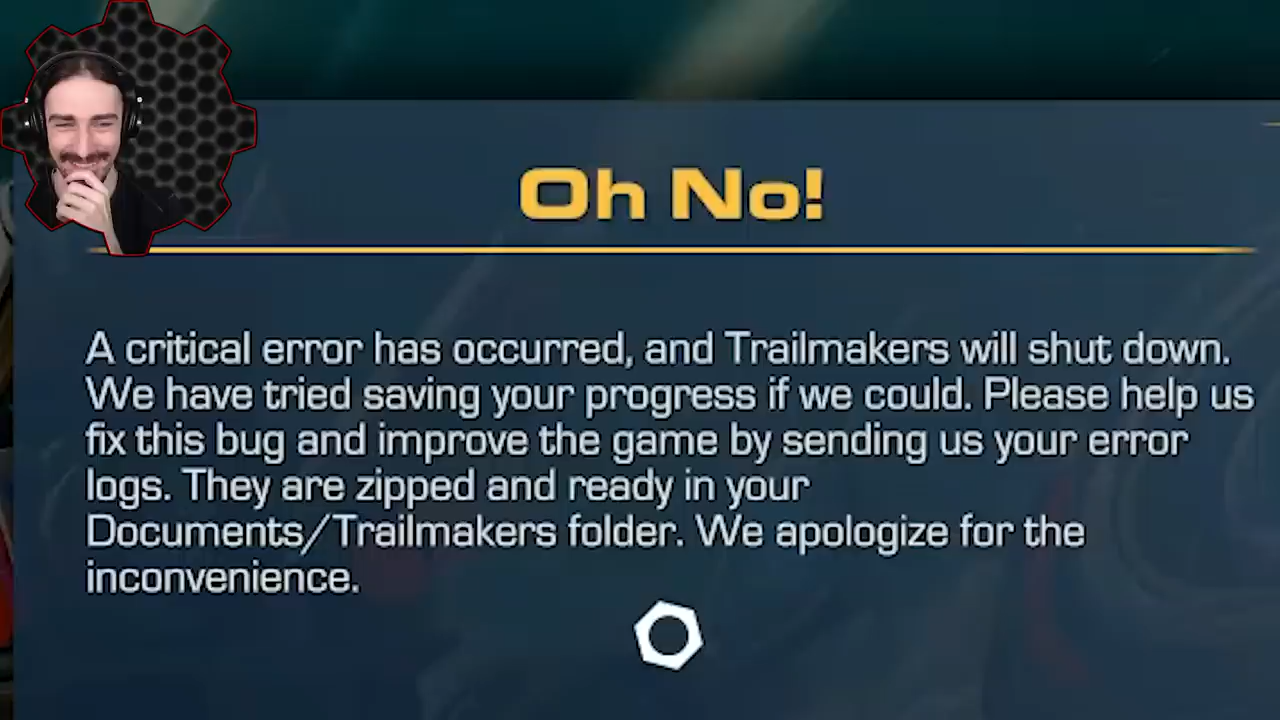 Oh No!
A critical error has occurred, and Trailmakers will shut down.
We have tried saving your progress if we could. Please help us
fix this bug and improve the game by sending us your error
logs. They are zipped and ready in your
Documents/Trailmakers folder. We apologize for the
inconvenience.